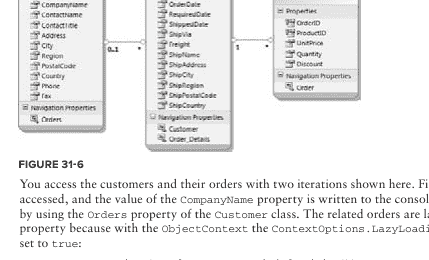 CompanyName
ContactName
ContactTitle
Address
City
Region
PostalCode
Country
Phone
Fax
Navigation Properties
Orders
0..1
*
OrderDate
RequiredDate
ShippedDate
ShipVia
Freight
ShipName
ShipAddress
ShipCity
ShipRegion
ShipPostalCode
ShipCountry
Navigation Properties
Customer
Order_Details
1
*
Properties
OrderID
ProductID
UnitPrice
Quantity
Discount
Navigation Properties
Order
FIGURE 31-6
You access the customers and their orders with two iterations shown here. Fi
accessed, and the value of the CompanyName property is written to the consol
by using the Orders property of the Customer class. The related orders are la
property because with the ObjectContext the ContextOptions.LazyLoadi
set to true: